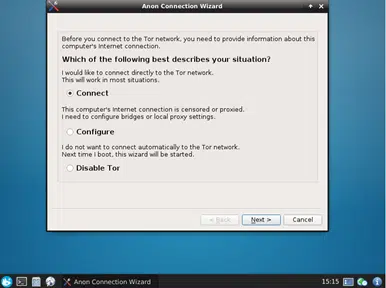 Anon Connection Wizard
Before you connect to the Tor network, you need to provide information about this
computer's Internet connection.
Which of the following best describes your situation?
I would like to connect directly to the Tor network.
This will work in most situations.
Connect
This computer's Internet connection is censored or proxied.
I need to configure bridges or local proxy settings.
Configure
I do not want to connect automatically to the Tor network.
Next time I boot, this wizard will be started.
Disable Tor
< Back
Next >
Cancel
Anon Connection Wizard
15:15